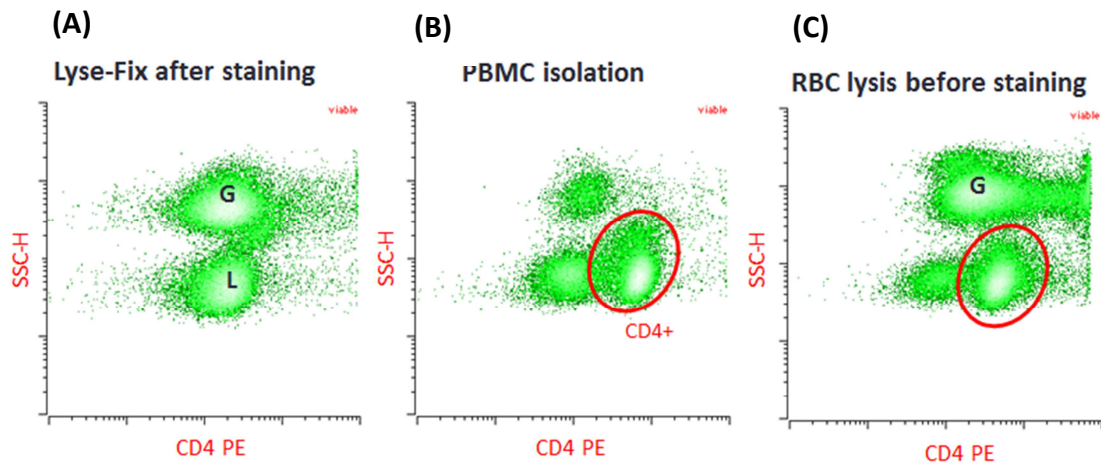 (A)
Lyse-Fix after staining
viable
G
L
SSC-H
CD4 PE
(B)
PBMC isolation
viable
CD4+
SSC-H
CD4 PE
(C)
RBC lysis before staining
viable
G
SSC-H
CD4 PE